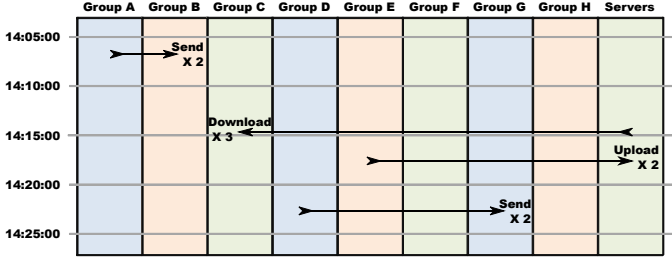 Group A Group B Group C Group D Group E Group F Group G Group H Servers
14:05:00
Send
X 2
14:10:00
Download
14:15:00
X 3
Upload
X 2
14:20:00
Send
X 2
14:25:00